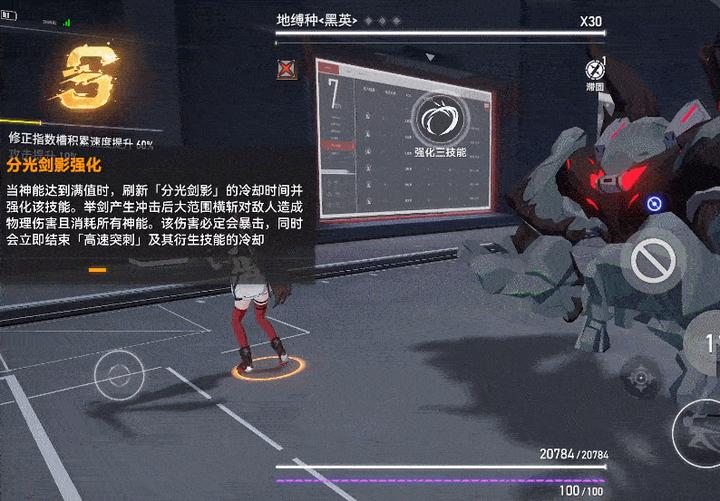 地缚种<黑英>
X30
S
修正指数槽积累速度提升 60%
分光剑影强化
当神能达到满值时，刷新「分光剑影」的冷却时间并
强化该技能。举剑产生冲击后大范围横斩对敌人造成
物理伤害且消耗所有神能。该伤害必定会暴击，同时
会立即结束「高速突刺」及其衍生技能的冷却
7
强化三技能
1
滞固
20784/20784
100/100